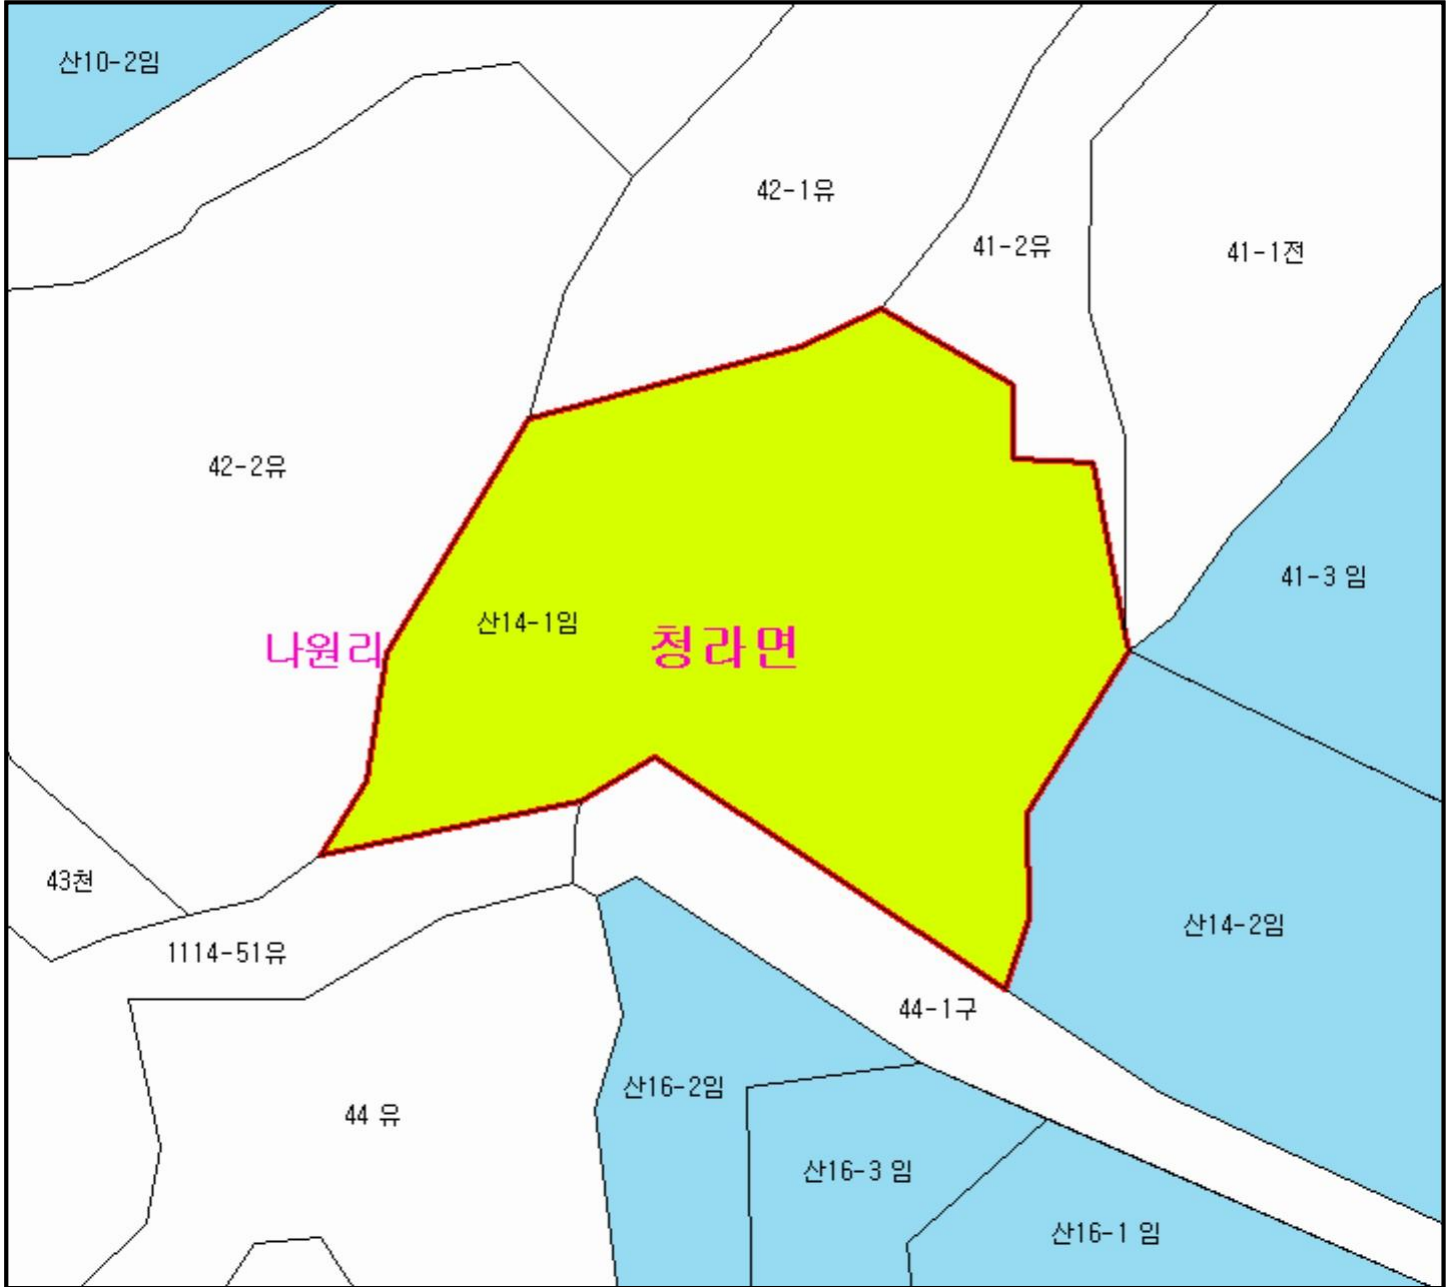 산10-2임
42-1유
41-2유
41-1전
42-2유
41-3 임
산14-1임
나원리
청라면
43천
1114-51유
산14-2임
44-1구
산16-2임
44 유
산16-3 임
산16-1 임